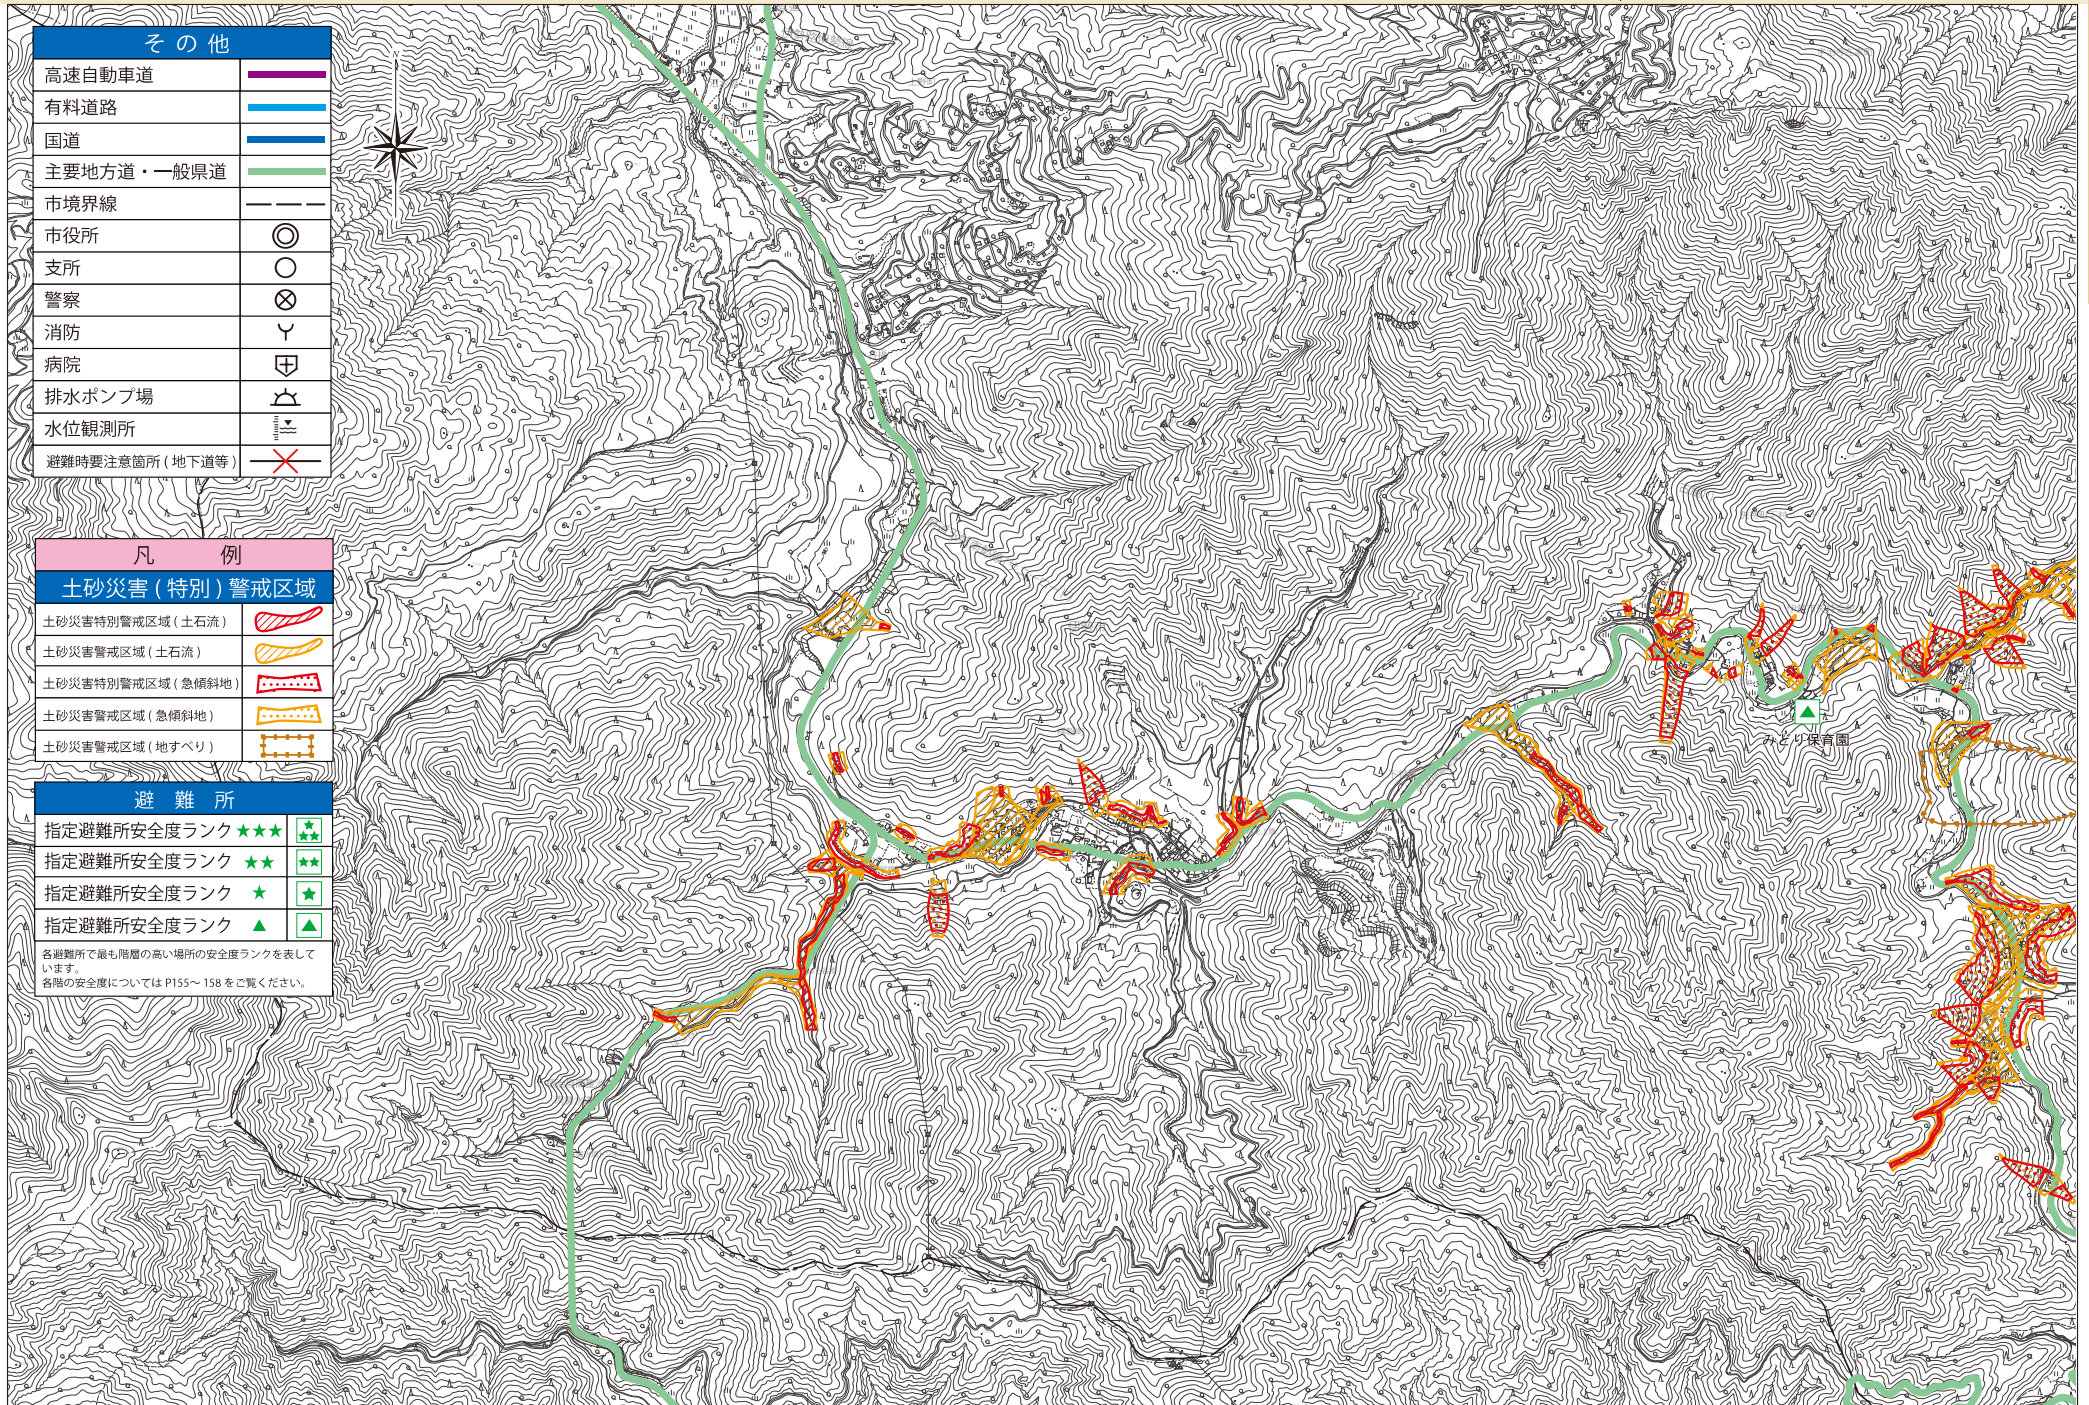 その他
高速自動車道
有料道路
国道
主要地方道・一般県道
市境界線
市役所
支所
警察
消防
病院
排水ポンプ場
水位観測所
避難時要注意箇所(地下道等)
凡 例
土砂災害(特別)警戒区域
土砂災害特別警戒区域(土石流)
土砂災害警戒区域(土石流)
土砂災害特別警戒区域(急傾斜地)
土砂災害警戒区域(急傾斜地)
土砂災害警戒区域(地すべり)
避 難 所
指定避難所安全度ランク★★★
指定避難所安全度ランク★★
指定避難所安全度ランク★
指定避難所安全度ランク▲
各避難所で最も階層の高い場所の安全度ランクを表して
います。
各階の安全度についてはP155～158をご覧ください。
みどり保育園